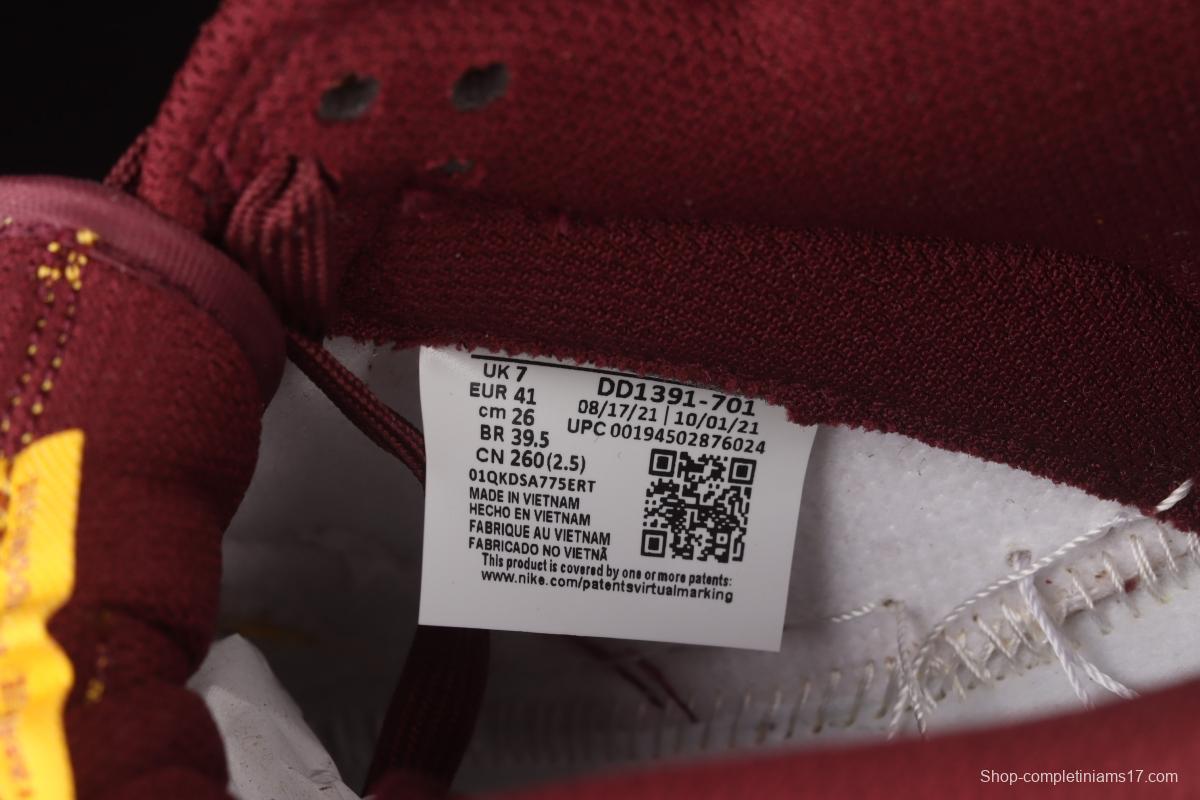 UK 7
EUR 41
cm 26
BR 39.5
CN 260(2.5)
01QKDSA775ERT
MADE IN VIETNAM
HECHO EN VIETNAM
FABRIQUE AU VIETNAM
FABRICADO NO VIETNÃ
DD1391-701
08/17/21 | 10/01/21
UPC 00194502876024
This product is covered by one or more patents:
www.nike.com/patentsvirtualmarking
Shop-completiniams17.com